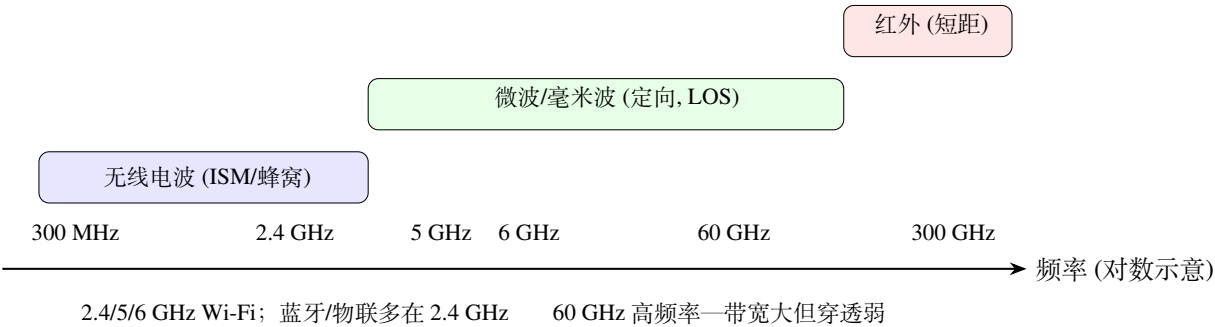 红外 (短距)
微波/毫米波 (定向, LOS)
无线电波 (ISM/蜂窝)
300 MHz 2.4 GHz 5 GHz 6 GHz 60 GHz 300 GHz
频率 (对数示意)
2.4/5/6 GHz Wi-Fi；蓝牙/物联多在 2.4 GHz 60 GHz 高频率—带宽大但穿透弱